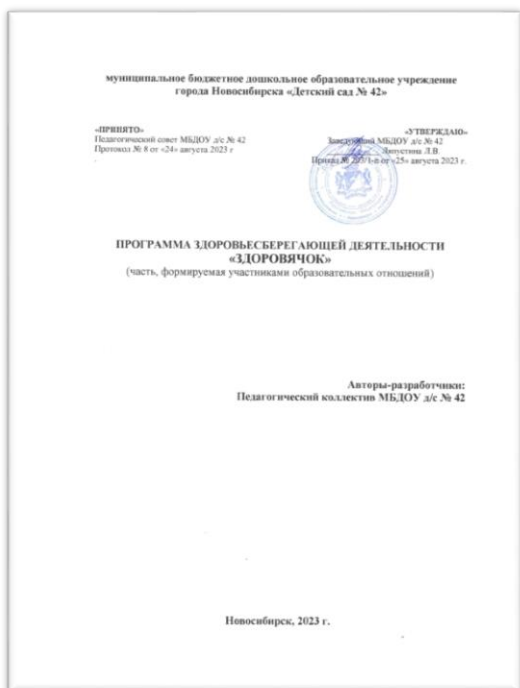 муниципальное бюджетное дошкольное образовательное учреждение
города Новосибирска «Детский сад № 42»
«ПРИНЯТО»
Педагогический совет МБДОУ д/с № 42
Протокол № 8 от «24» августа 2023 г
«УТВЕРЖДАЮ»
Заведующий МБДОУ д/с № 42
Ляпустина Л.В.
Приказ № от «25» августа 2023 г.
ПРОГРАММА ЗДОРОВЬЕСБЕРЕГАЮЩЕЙ ДЕЯТЕЛЬНОСТИ
«ЗДОРОВЯЧОК»
(часть, формируемая участниками образовательных отношений)
Авторы-разработчики:
Педагогический коллектив МБДОУ д/с № 42
Новосибирск, 2023 г.